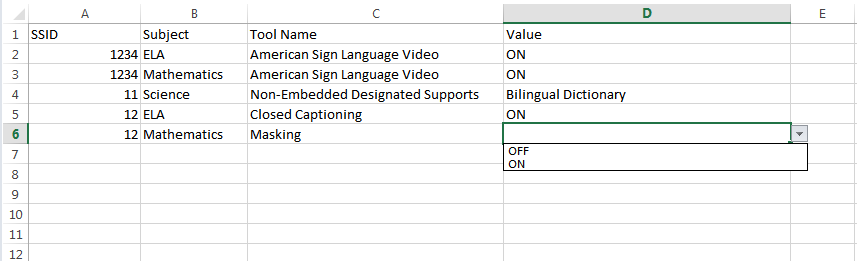 A B C D E
1 SSID Subject Tool Name Value
2 1234 ELA American Sign Language Video ON
3 1234 Mathematics American Sign Language Video ON
4 11 Science Non-Embedded Designated Supports Bilingual Dictionary
5 12 ELA Closed Captioning ON
6 12 Mathematics Masking
7 OFF
8 ON
9
10
11
12